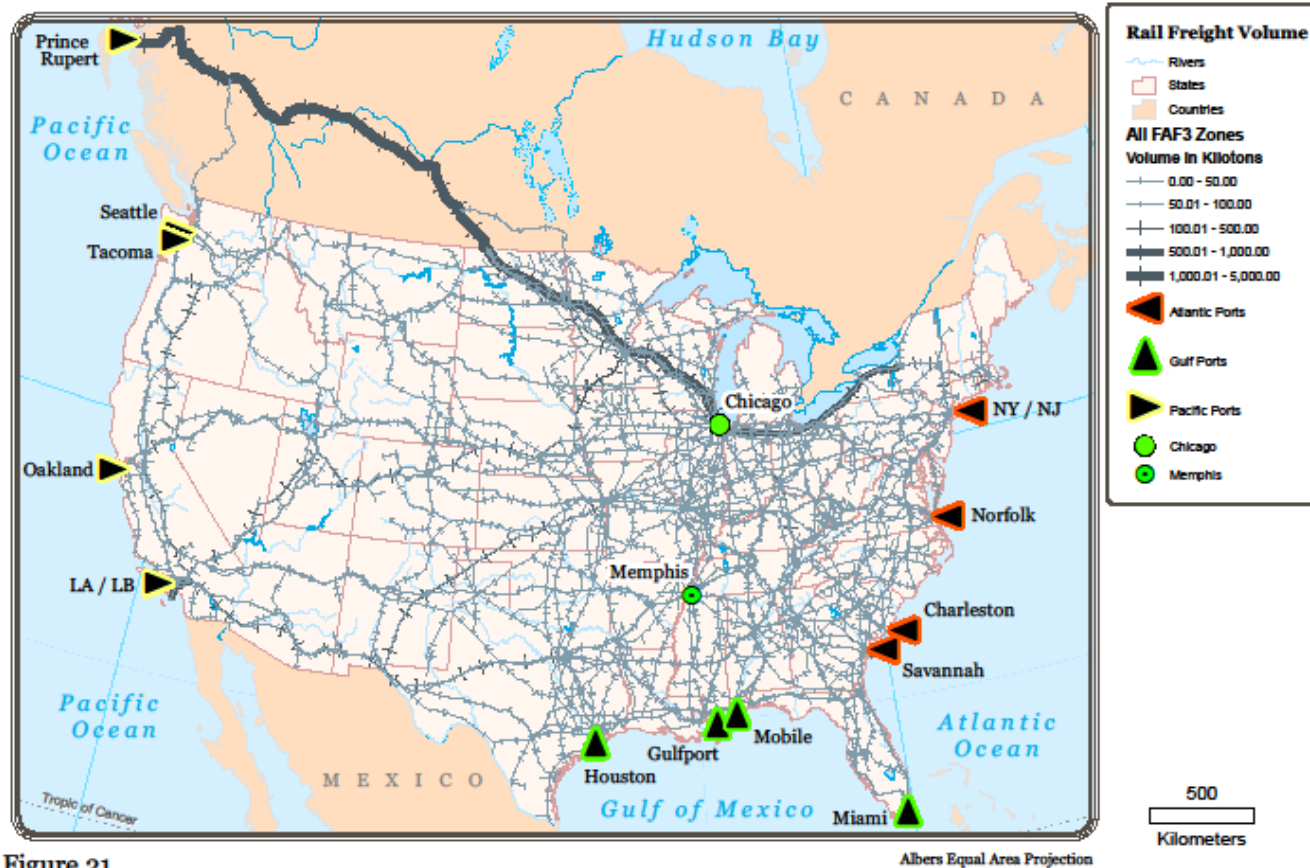 Prince
Rupert
Hudson Bay
CANADA
Pacific
Ocean
Seattle
Tacoma
Chicago
NY / NJ
Oakland
Norfolk
Memphis
LA / LB
Charleston
Savannah
Pacific
Ocean
Atlantic
Ocean
Mobile
Gulfport
Houston
MEXICO
Gulf of Mexico
Miami
Tropic of Cancer
Rail Freight Volume
Rivers
States
Countries
All FAF3 Zones
Volume in Kilotons
0.00 - 50.00
50.01 - 100.00
100.01 - 500.00
500.01 - 1,000.00
1,000.01 - 5,000.00
Atlantic Ports
Gulf Ports
Pacific Ports
Chicago
Memphis
500
Kilometers
Albers Equal Area Projection
Figure 21